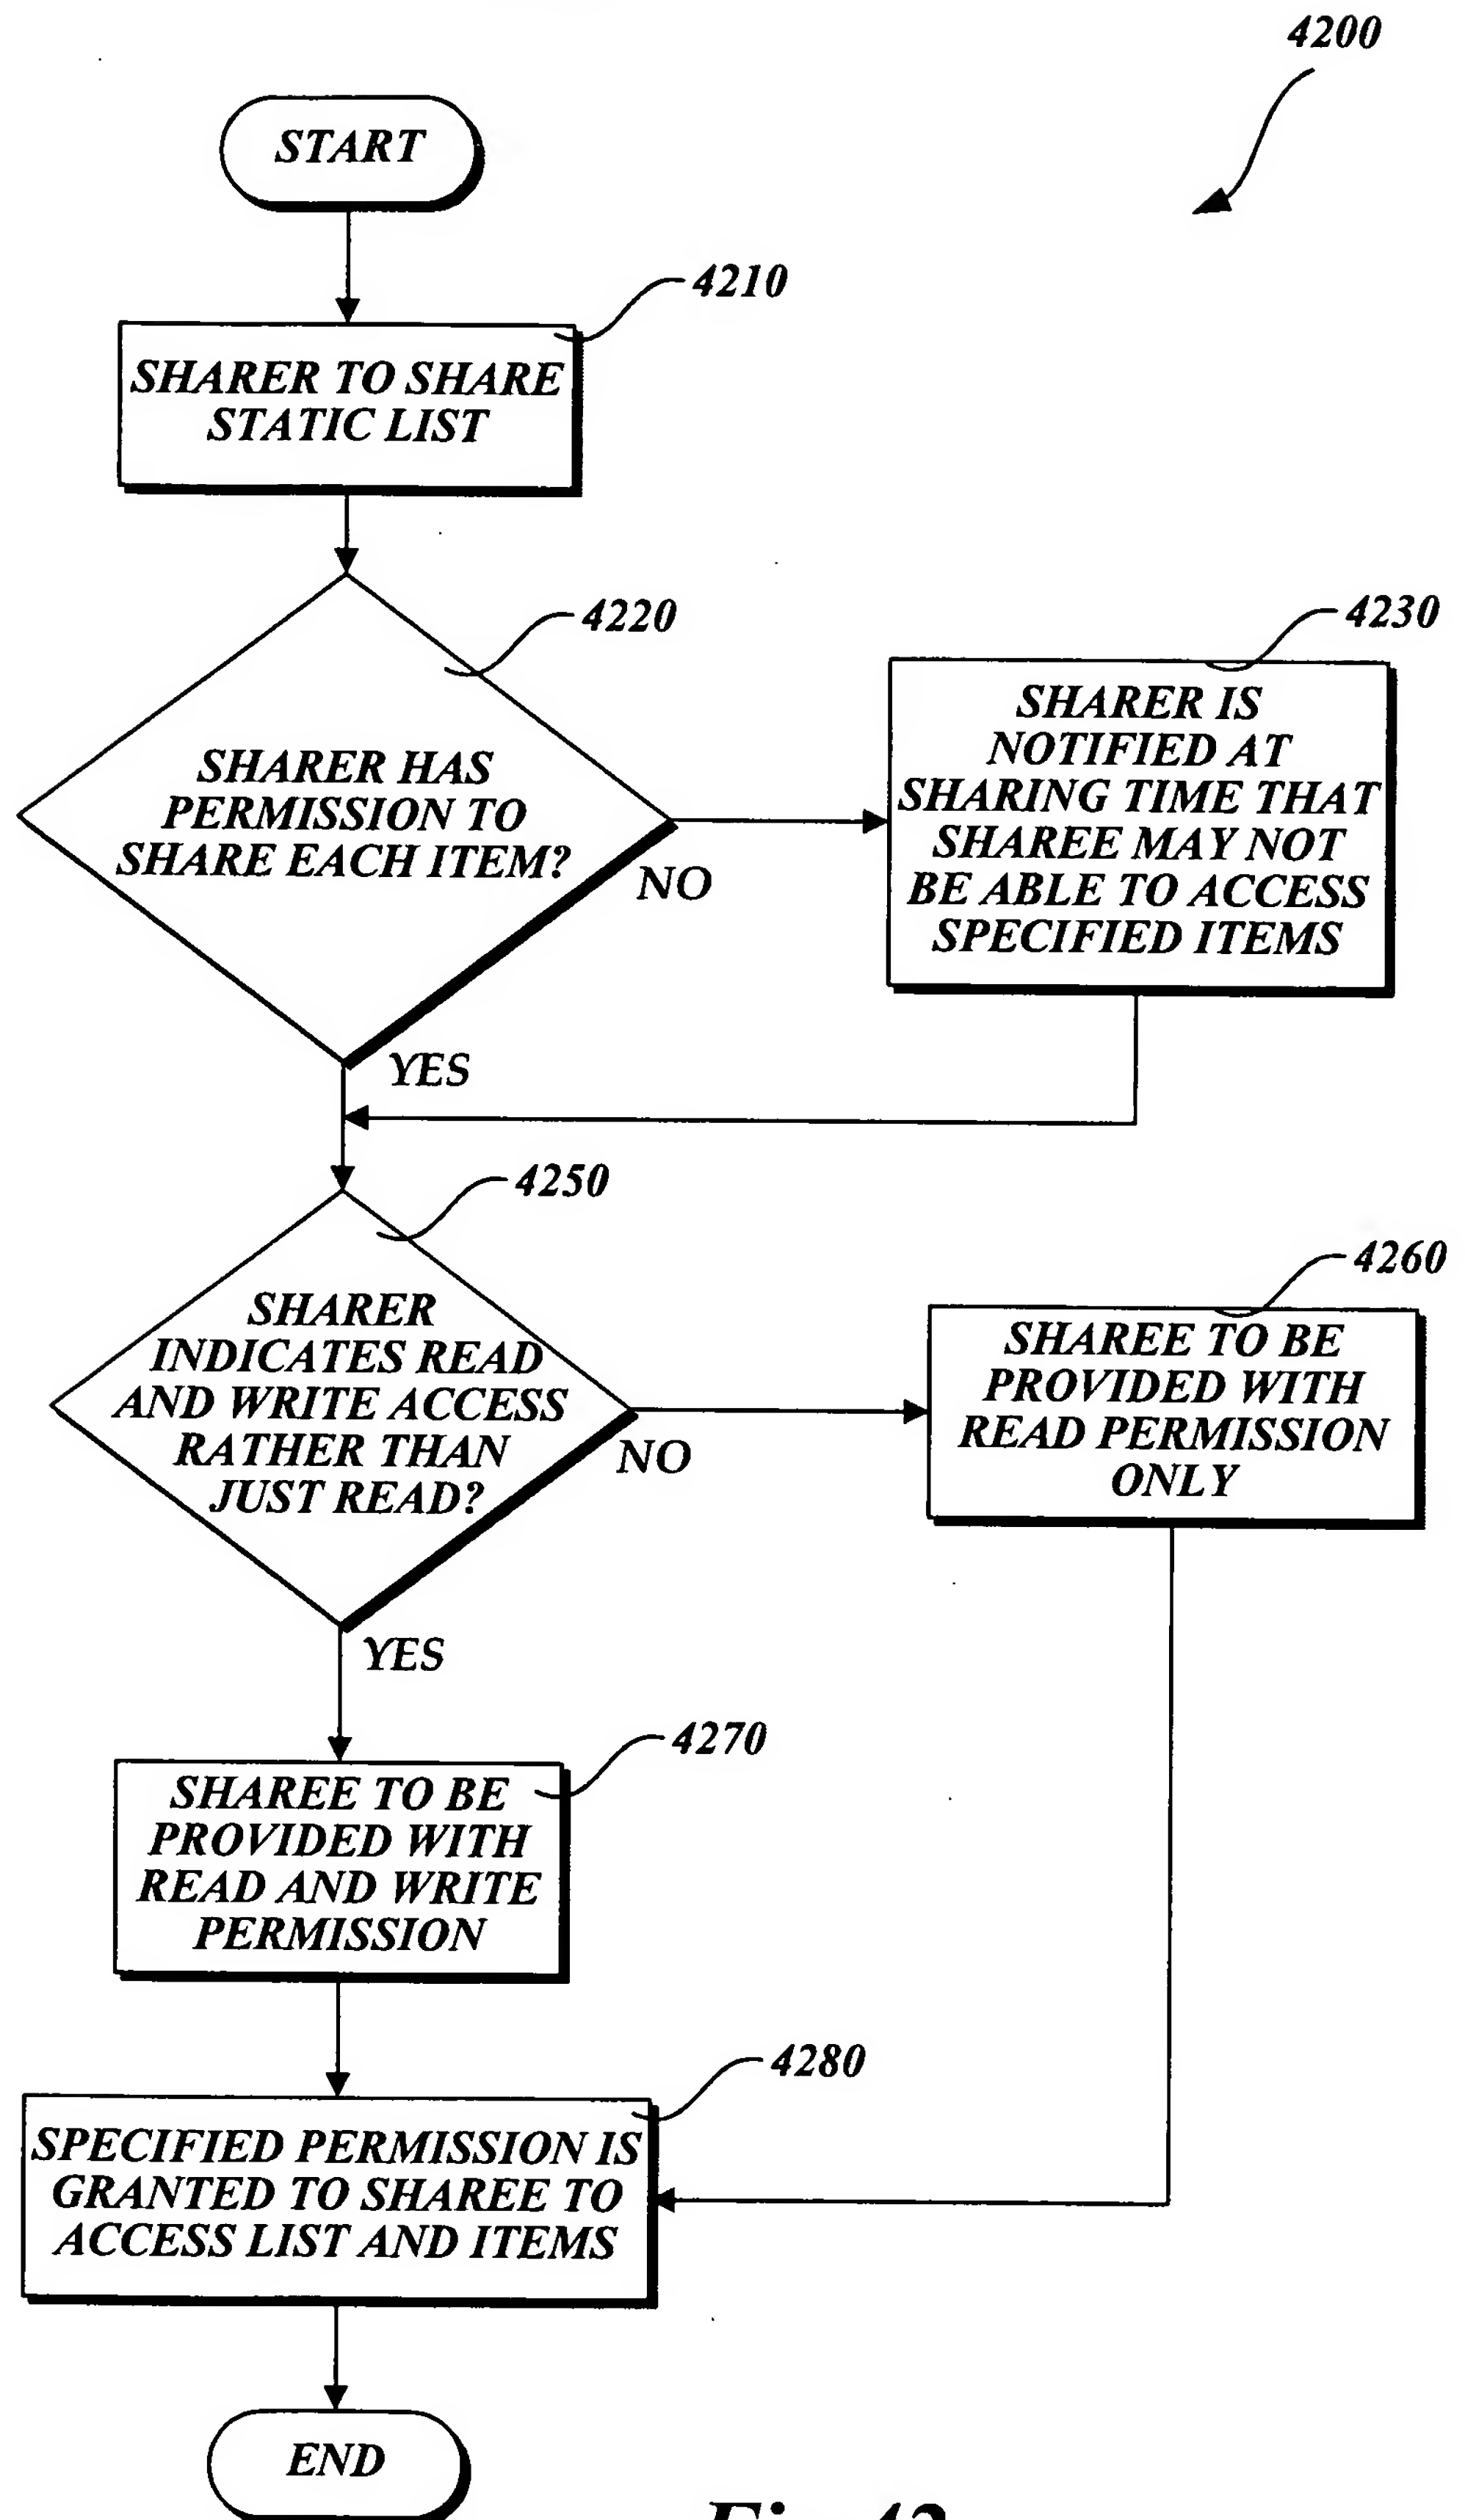 4200
START
4210
SHARER TO SHARE
STATIC LIST
4220
SHARER HAS
PERMISSION TO
SHARE EACH ITEM?
NO
YES
4230
SHARER IS
NOTIFIED AT
SHARING TIME THAT
SHAREE MAY NOT
BE ABLE TO ACCESS
SPECIFIED ITEMS
4250
SHARER
INDICATES READ
AND WRITE ACCESS
RATHER THAN
JUST READ?
NO
YES
4260
SHAREE TO BE
PROVIDED WITH
READ PERMISSION
ONLY
4270
SHAREE TO BE
PROVIDED WITH
READ AND WRITE
PERMISSION
4280
SPECIFIED PERMISSION IS
GRANTED TO SHAREE TO
ACCESS LIST AND ITEMS
END